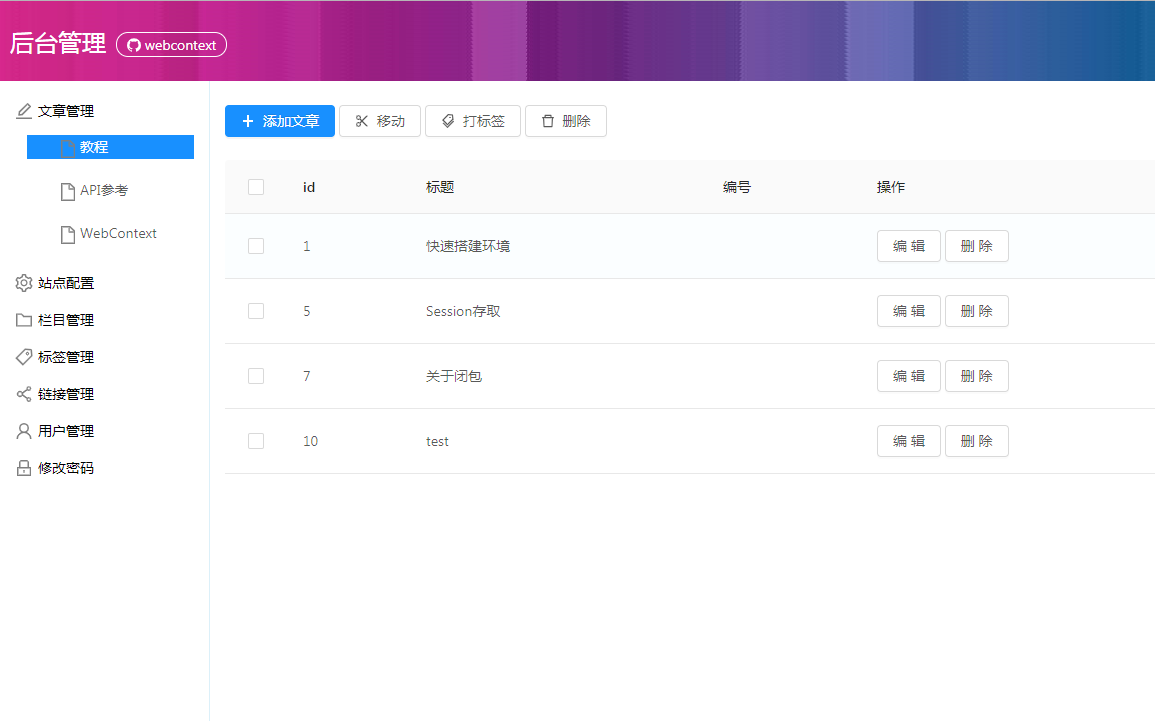 后台管理 webcontext
文章管理
教程
API参考
WebContext
站点配置
栏目管理
标签管理
链接管理
用户管理
修改密码
添加文章 移动 打标签 删除
id 标题 编号 操作
1 快速搭建环境 编 辑 删 除
5 Session存取 编 辑 删 除
7 关于闭包 编 辑 删 除
10 test 编 辑 删 除